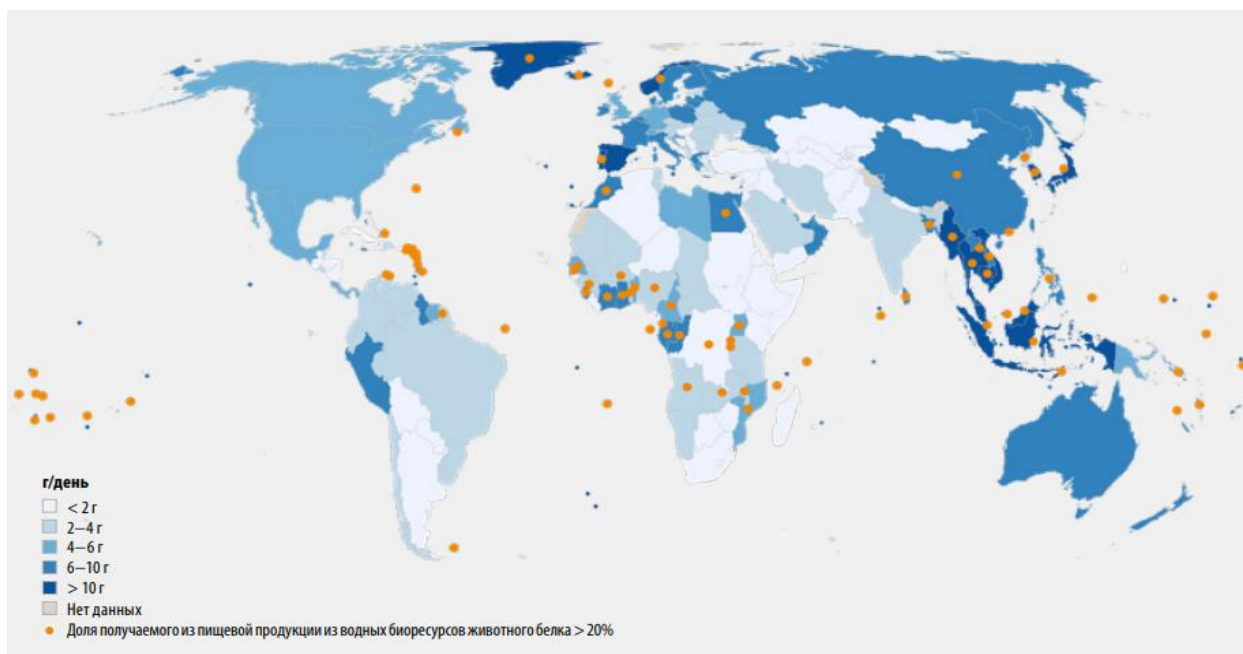 г/день
< 2 г
2–4 г
4–6 г
6–10 г
> 10 г
Нет данных
Доля получаемого из пищевой продукции из водных биоресурсов животного белка > 20%